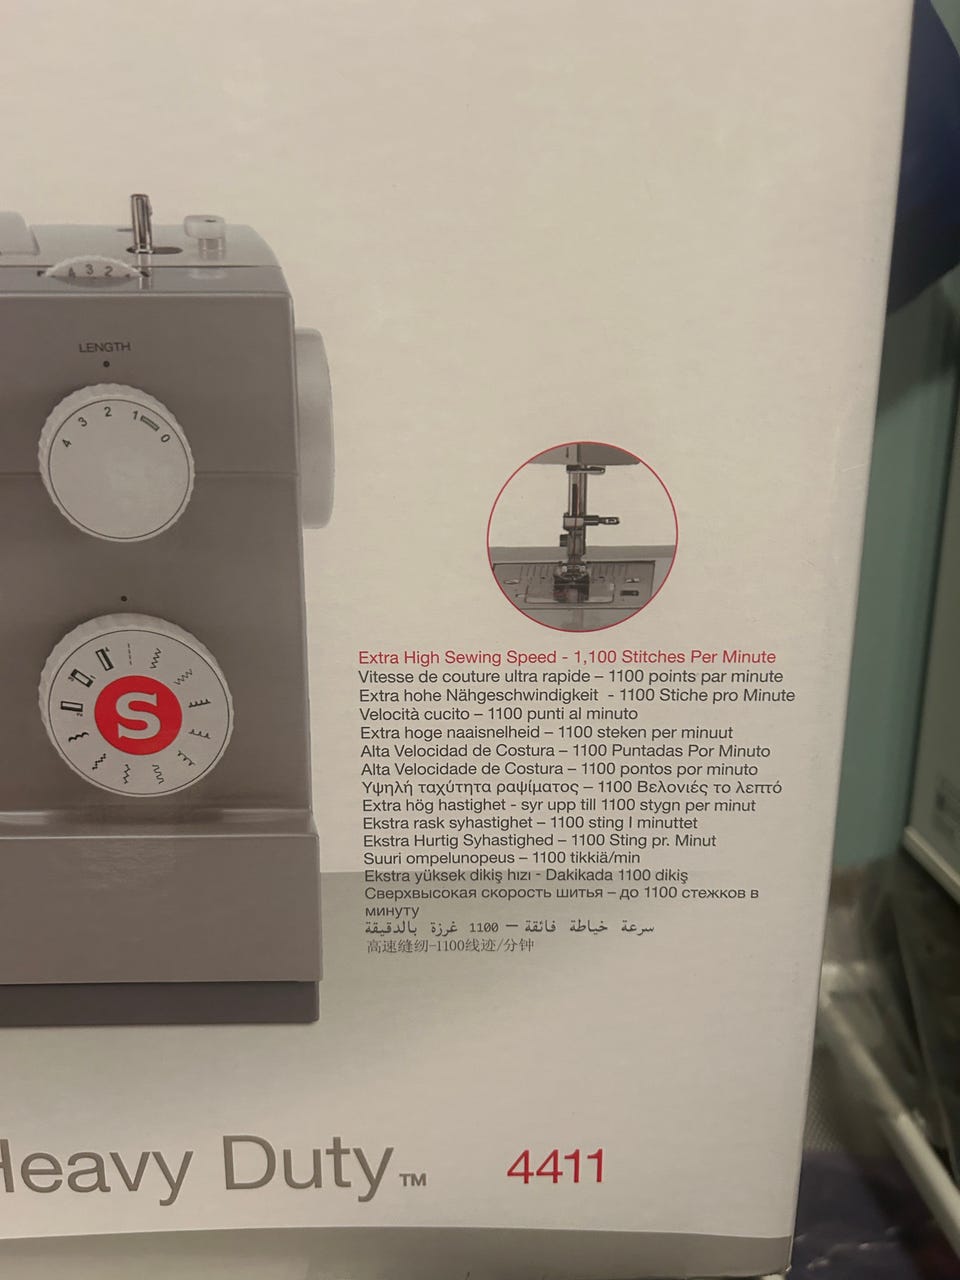 4 3 2
LENGTH
4 3 2 1 0
S
Extra High Sewing Speed - 1,100 Stitches Per Minute
Vitesse de couture ultra rapide – 1100 points par minute
Extra hohe Nähgeschwindigkeit - 1100 Stiche pro Minute
Velocità cucito – 1100 punti al minuto
Extra hoge naaisnelheid – 1100 steken per minuut
Alta Velocidad de Costura – 1100 Puntadas Por Minuto
Alta Velocidade de Costura – 1100 pontos por minuto
Υψηλή ταχύτητα ραψίματος – 1100 Βελονιές το λεπτό
Extra hög hastighet - syr upp till 1100 stygn per minut
Ekstra rask syhastighet – 1100 sting I minuttet
Ekstra Hurtig Syhastighed – 1100 Sting pr. Minut
Suuri ompelunopeus – 1100 tikkiä/min
Ekstra yüksek dikiş hızı - Dakikada 1100 dikiş
Сверхвысокая скорость шитья – до 1100 стежков в
минуту
سرعة خياطة فائقة – 1100 غرزة بالدقيقة
高速缝纫-1100线迹/分钟
Heavy Duty™ 4411